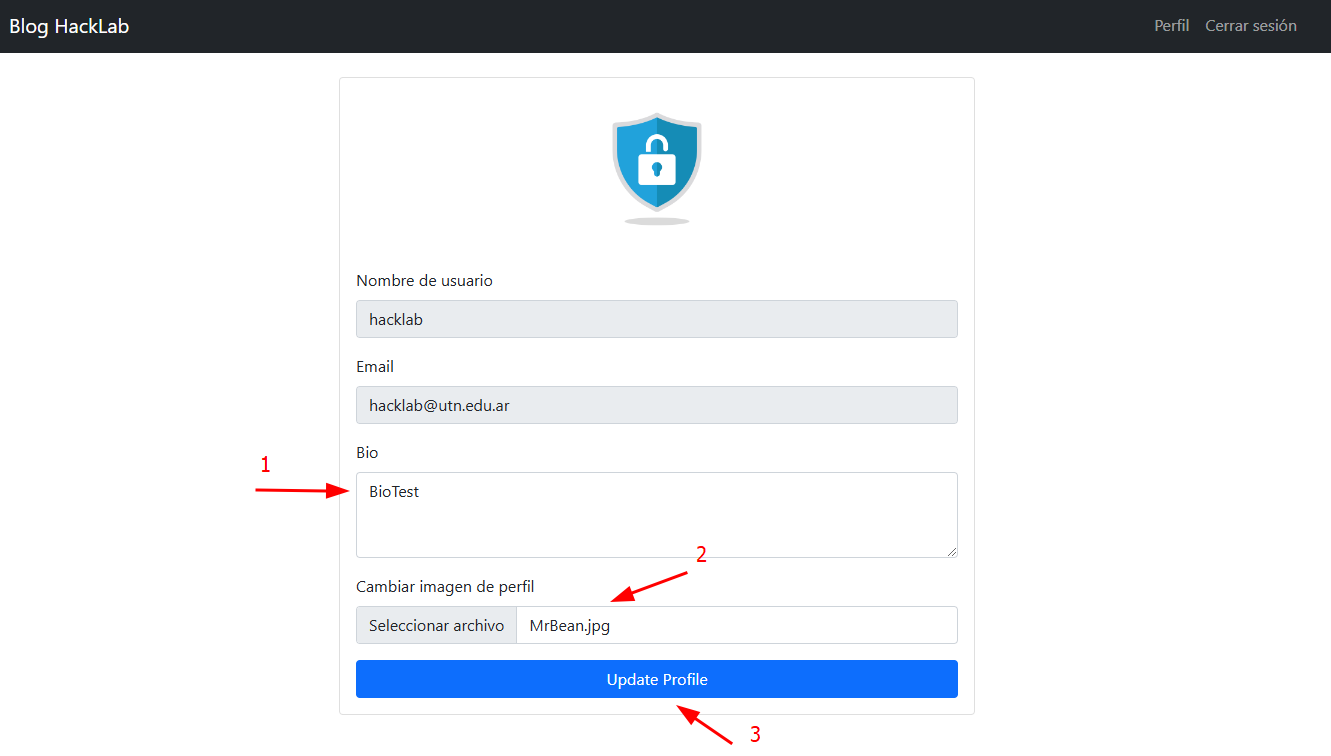 Blog HackLab
Perfil Cerrar sesión
Nombre de usuario
hacklab
Email
hacklab@utn.edu.ar
Bio
1
BioTest
2
Cambiar imagen de perfil
Seleccionar archivo MrBean.jpg
Update Profile
3